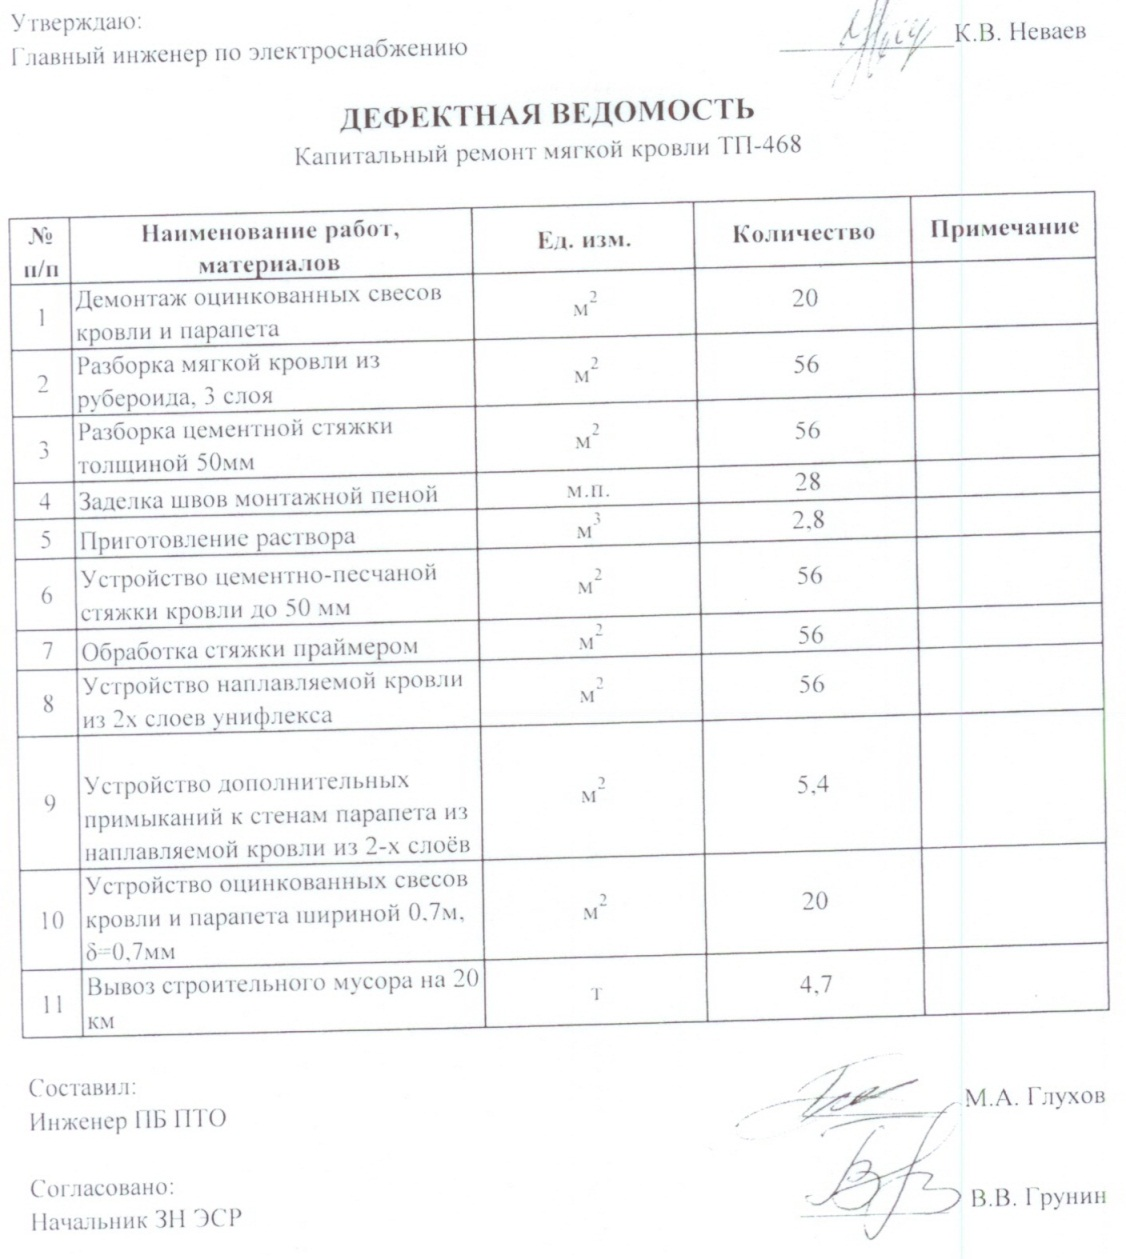 Утверждаю:
Главный инженер по электроснабжению К.В. Неваев
ДЕФЕКТНАЯ ВЕДОМОСТЬ
Капитальный ремонт мягкой кровли ТП-468
№ п/п Наименование работ, материалов Ед. изм. Количество Примечание
1 Демонтаж оцинкованных свесов кровли и парапета м² 20
2 Разборка мягкой кровли из рубероида, 3 слоя м² 56
3 Разборка цементной стяжки толщиной 50мм м² 56
4 Заделка швов монтажной пеной м.п. 28
5 Приготовление раствора м³ 2,8
6 Устройство цементно-песчаной стяжки кровли до 50 мм м² 56
7 Обработка стяжки праймером м² 56
8 Устройство наплавляемой кровли из 2х слоев унифлекса м² 56
9 Устройство дополнительных примыканий к стенам парапета из наплавляемой кровли из 2-х слоёв м² 5,4
10 Устройство оцинкованных свесов кровли и парапета шириной 0,7м, δ=0,7мм м² 20
11 Вывоз строительного мусора на 20 км т 4,7
Составил:
Инженер ПБ ПТО М.А. Глухов
Согласовано:
Начальник ЗН ЭСР В.В. Грунин